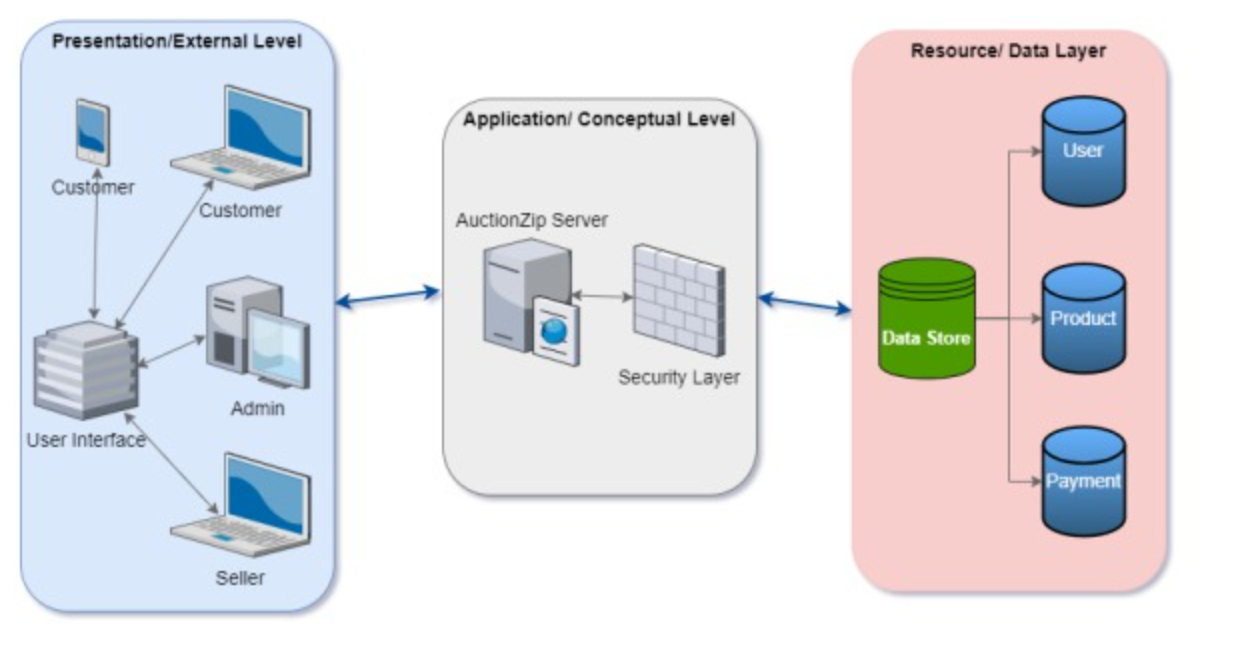 Presentation/External Level
Customer
Customer
Admin
User Interface
Seller
Application/ Conceptual Level
AuctionZip Server
Security Layer
Resource/ Data Layer
User
Data Store
Product
Payment